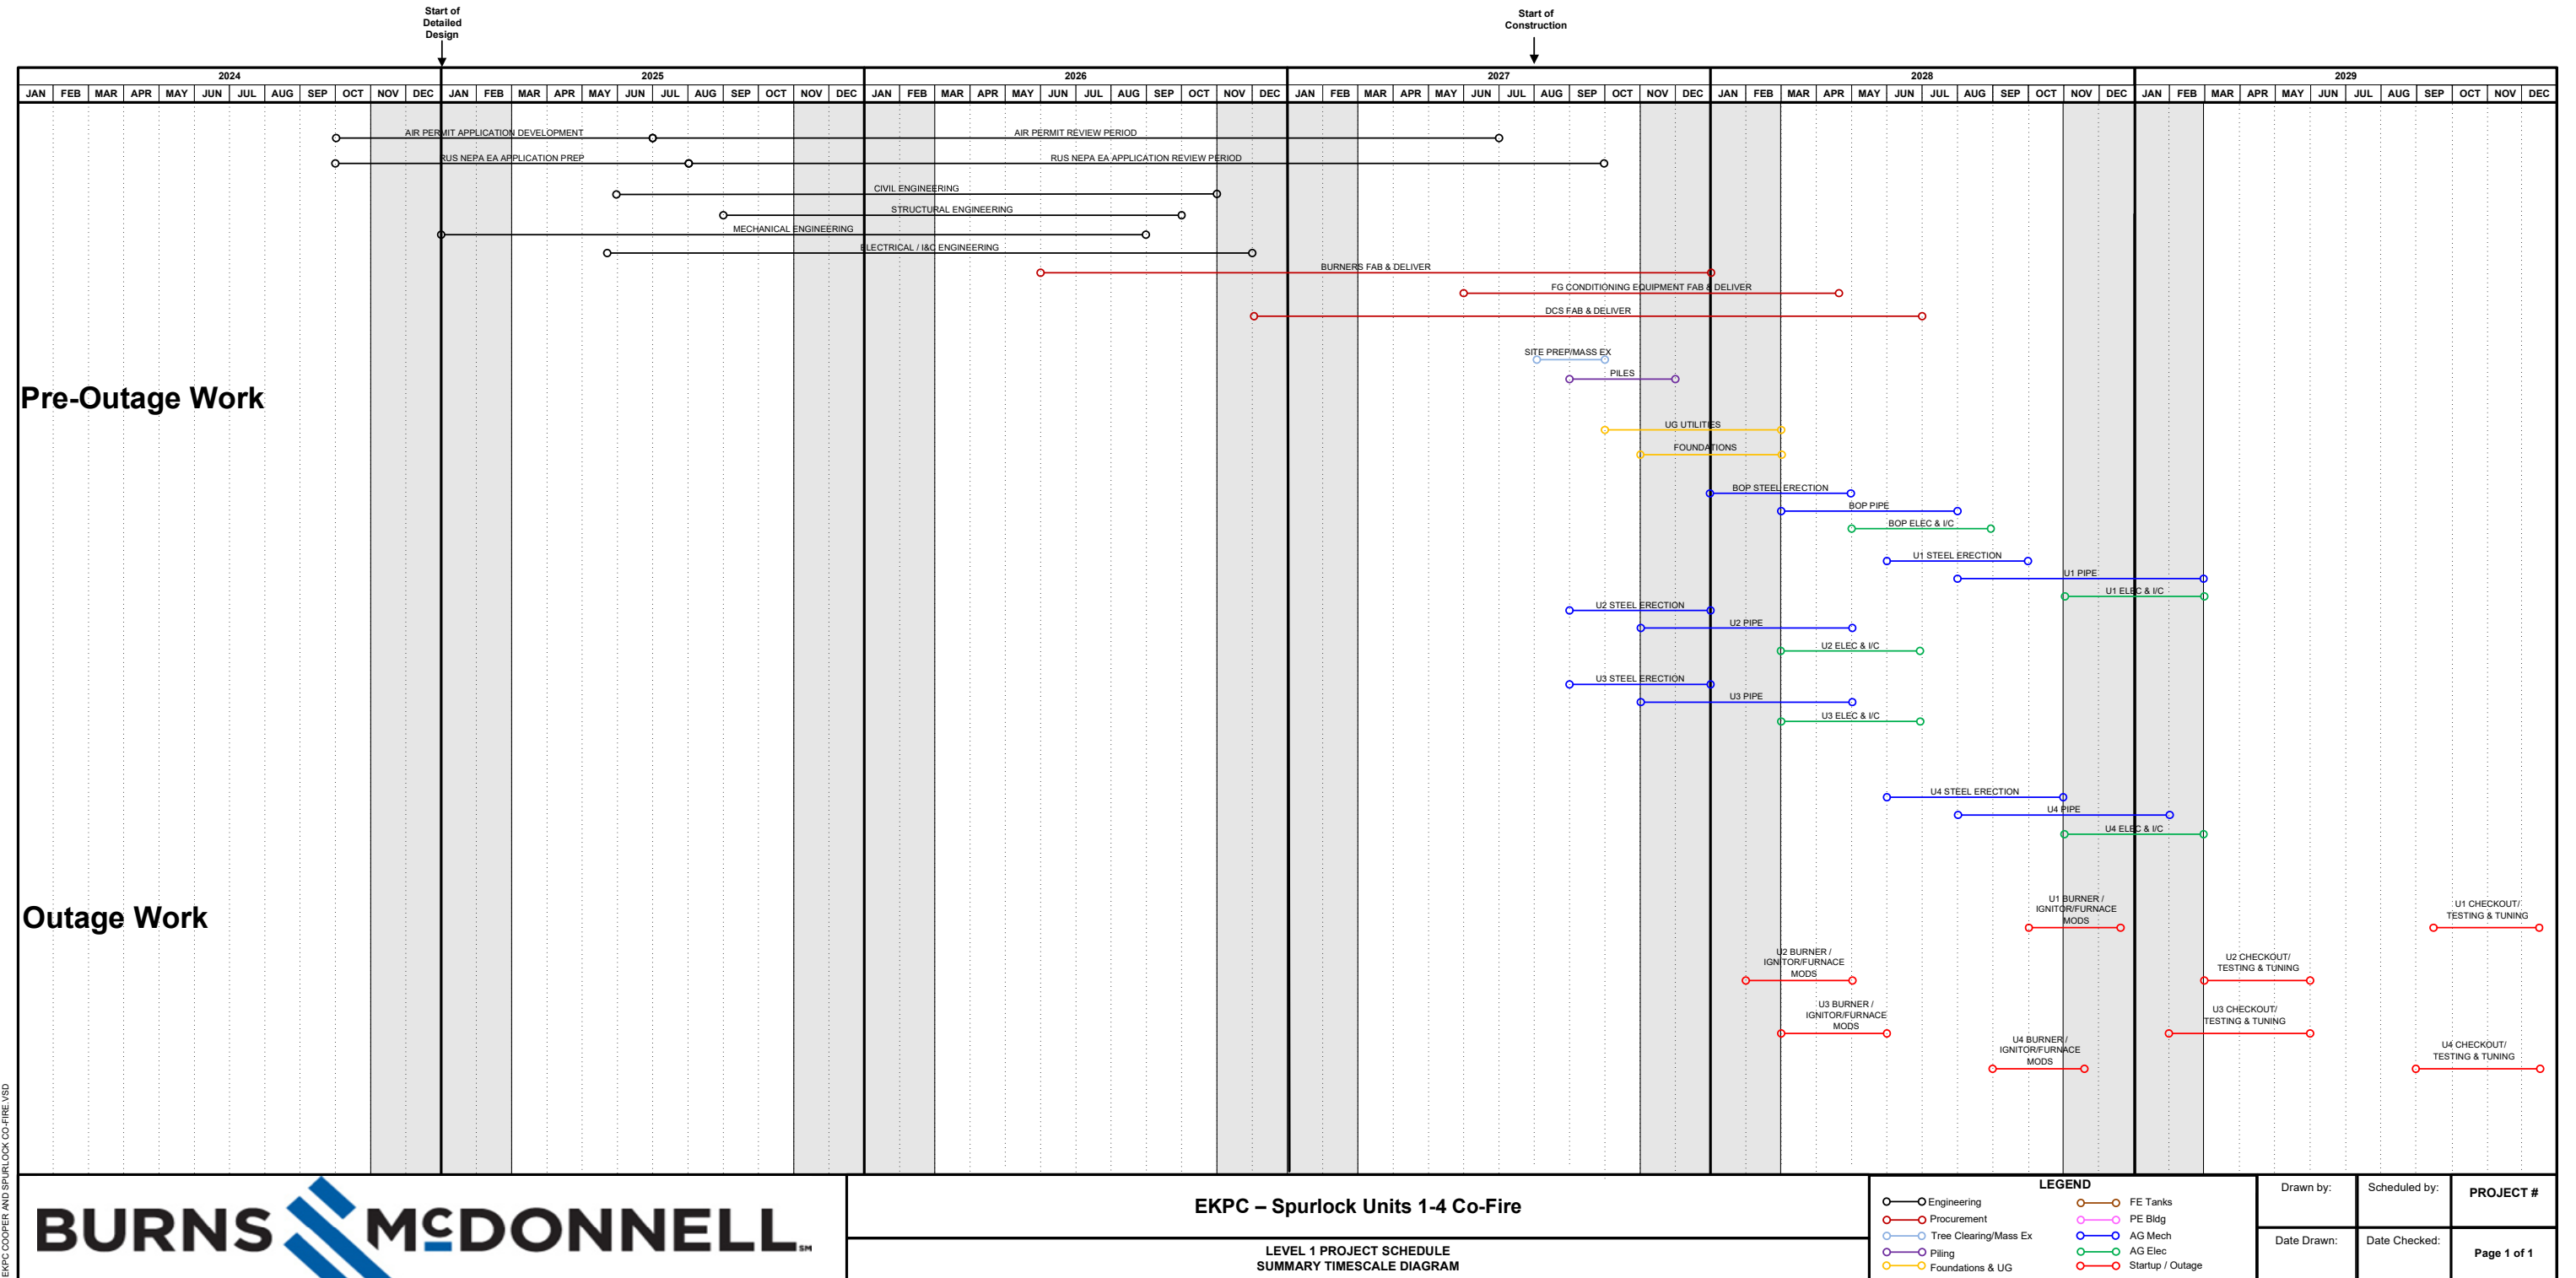 Start of
Detailed
Design
Start of
Construction
2024 2025 2026 2027 2028 2029
JAN FEB MAR APR MAY JUN JUL AUG SEP OCT NOV DEC JAN FEB MAR APR MAY JUN JUL AUG SEP OCT NOV DEC JAN FEB MAR APR MAY JUN JUL AUG SEP OCT NOV DEC JAN FEB MAR APR MAY JUN JUL AUG SEP OCT NOV DEC JAN FEB MAR APR MAY JUN JUL AUG SEP OCT NOV DEC JAN FEB MAR APR MAY JUN JUL AUG SEP OCT NOV DEC
AIR PERMIT APPLICATION DEVELOPMENT AIR PERMIT REVIEW PERIOD
RUS NEPA EA APPLICATION PREP RUS NEPA EA APPLICATION REVIEW PERIOD
CIVIL ENGINEERING
STRUCTURAL ENGINEERING
MECHANICAL ENGINEERING
ELECTRICAL / I&C ENGINEERING
BURNERS FAB & DELIVER
FG CONDITIONING EQUIPMENT FAB & DELIVER
DCS FAB & DELIVER
SITE PREP/MASS EX
PILES
Pre-Outage Work
UG UTILITIES
FOUNDATIONS
BOP STEEL ERECTION
BOP PIPE
BOP ELEC & I/C
U1 STEEL ERECTION
U1 PIPE
U1 ELEC & I/C
U2 STEEL ERECTION
U2 PIPE
U2 ELEC & I/C
U3 STEEL ERECTION
U3 PIPE
U3 ELEC & I/C
U4 STEEL ERECTION
U4 PIPE
U4 ELEC & I/C
Outage Work
U1 BURNER /
IGNITOR/FURNACE
MODS
U1 CHECKOUT/
TESTING & TUNING
U2 BURNER /
IGNITOR/FURNACE
MODS
U2 CHECKOUT/
TESTING & TUNING
U3 BURNER /
IGNITOR/FURNACE
MODS
U3 CHECKOUT/
TESTING & TUNING
U4 BURNER /
IGNITOR/FURNACE
MODS
U4 CHECKOUT/
TESTING & TUNING
EKPC COOPER AND SPURLOCK CO-FIRE.VSD
BURNS McDONNELL SM
EKPC – Spurlock Units 1-4 Co-Fire
LEVEL 1 PROJECT SCHEDULE
SUMMARY TIMESCALE DIAGRAM
LEGEND
Engineering
Procurement
Tree Clearing/Mass Ex
Piling
Foundations & UG
FE Tanks
PE Bldg
AG Mech
AG Elec
Startup / Outage
Drawn by:
Scheduled by:
PROJECT #
Date Drawn:
Date Checked:
Page 1 of 1